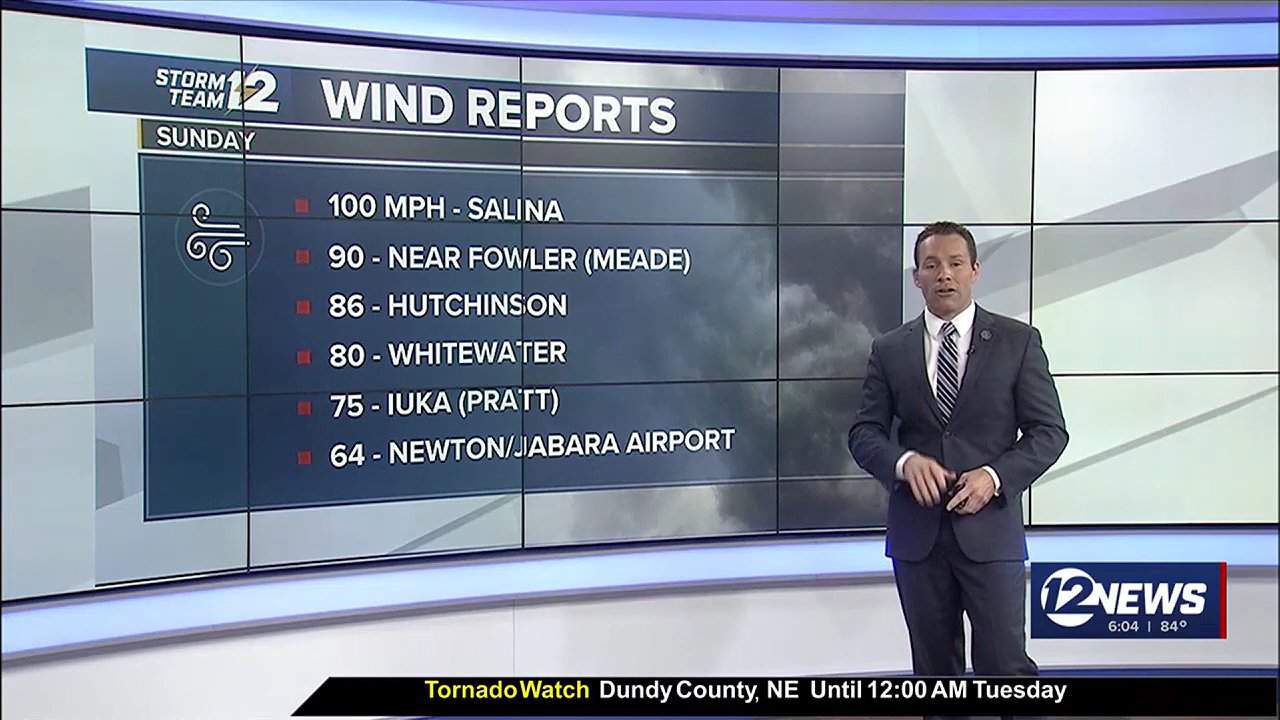 STORM
TEAM 12
WIND REPORTS
SUNDAY
100 MPH - SALINA
90 - NEAR FOWLER (MEADE)
86 - HUTCHINSON
80 - WHITEWATER
75 - IUKA (PRATT)
64 - NEWTON/JABARA AIRPORT
12NEWS
6:04 | 84°
Tornado Watch Dundy County, NE Until 12:00 AM Tuesday